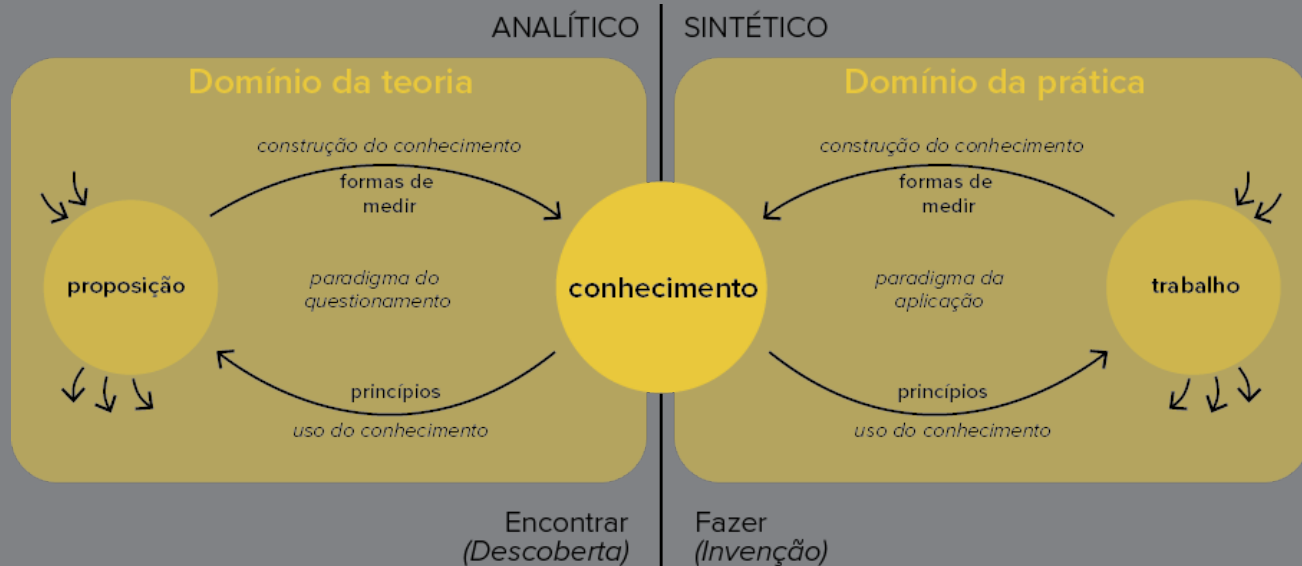 ANALÍTICO
SINTÉTICO
Domínio da teoria
construção do conhecimento
formas de
medir
proposição
paradigma do
questionamento
princípios
uso do conhecimento
conhecimento
Domínio da prática
construção do conhecimento
formas de
medir
paradigma da
aplicação
trabalho
princípios
uso do conhecimento
Encontrar
(Descoberta)
Fazer
(Invenção)